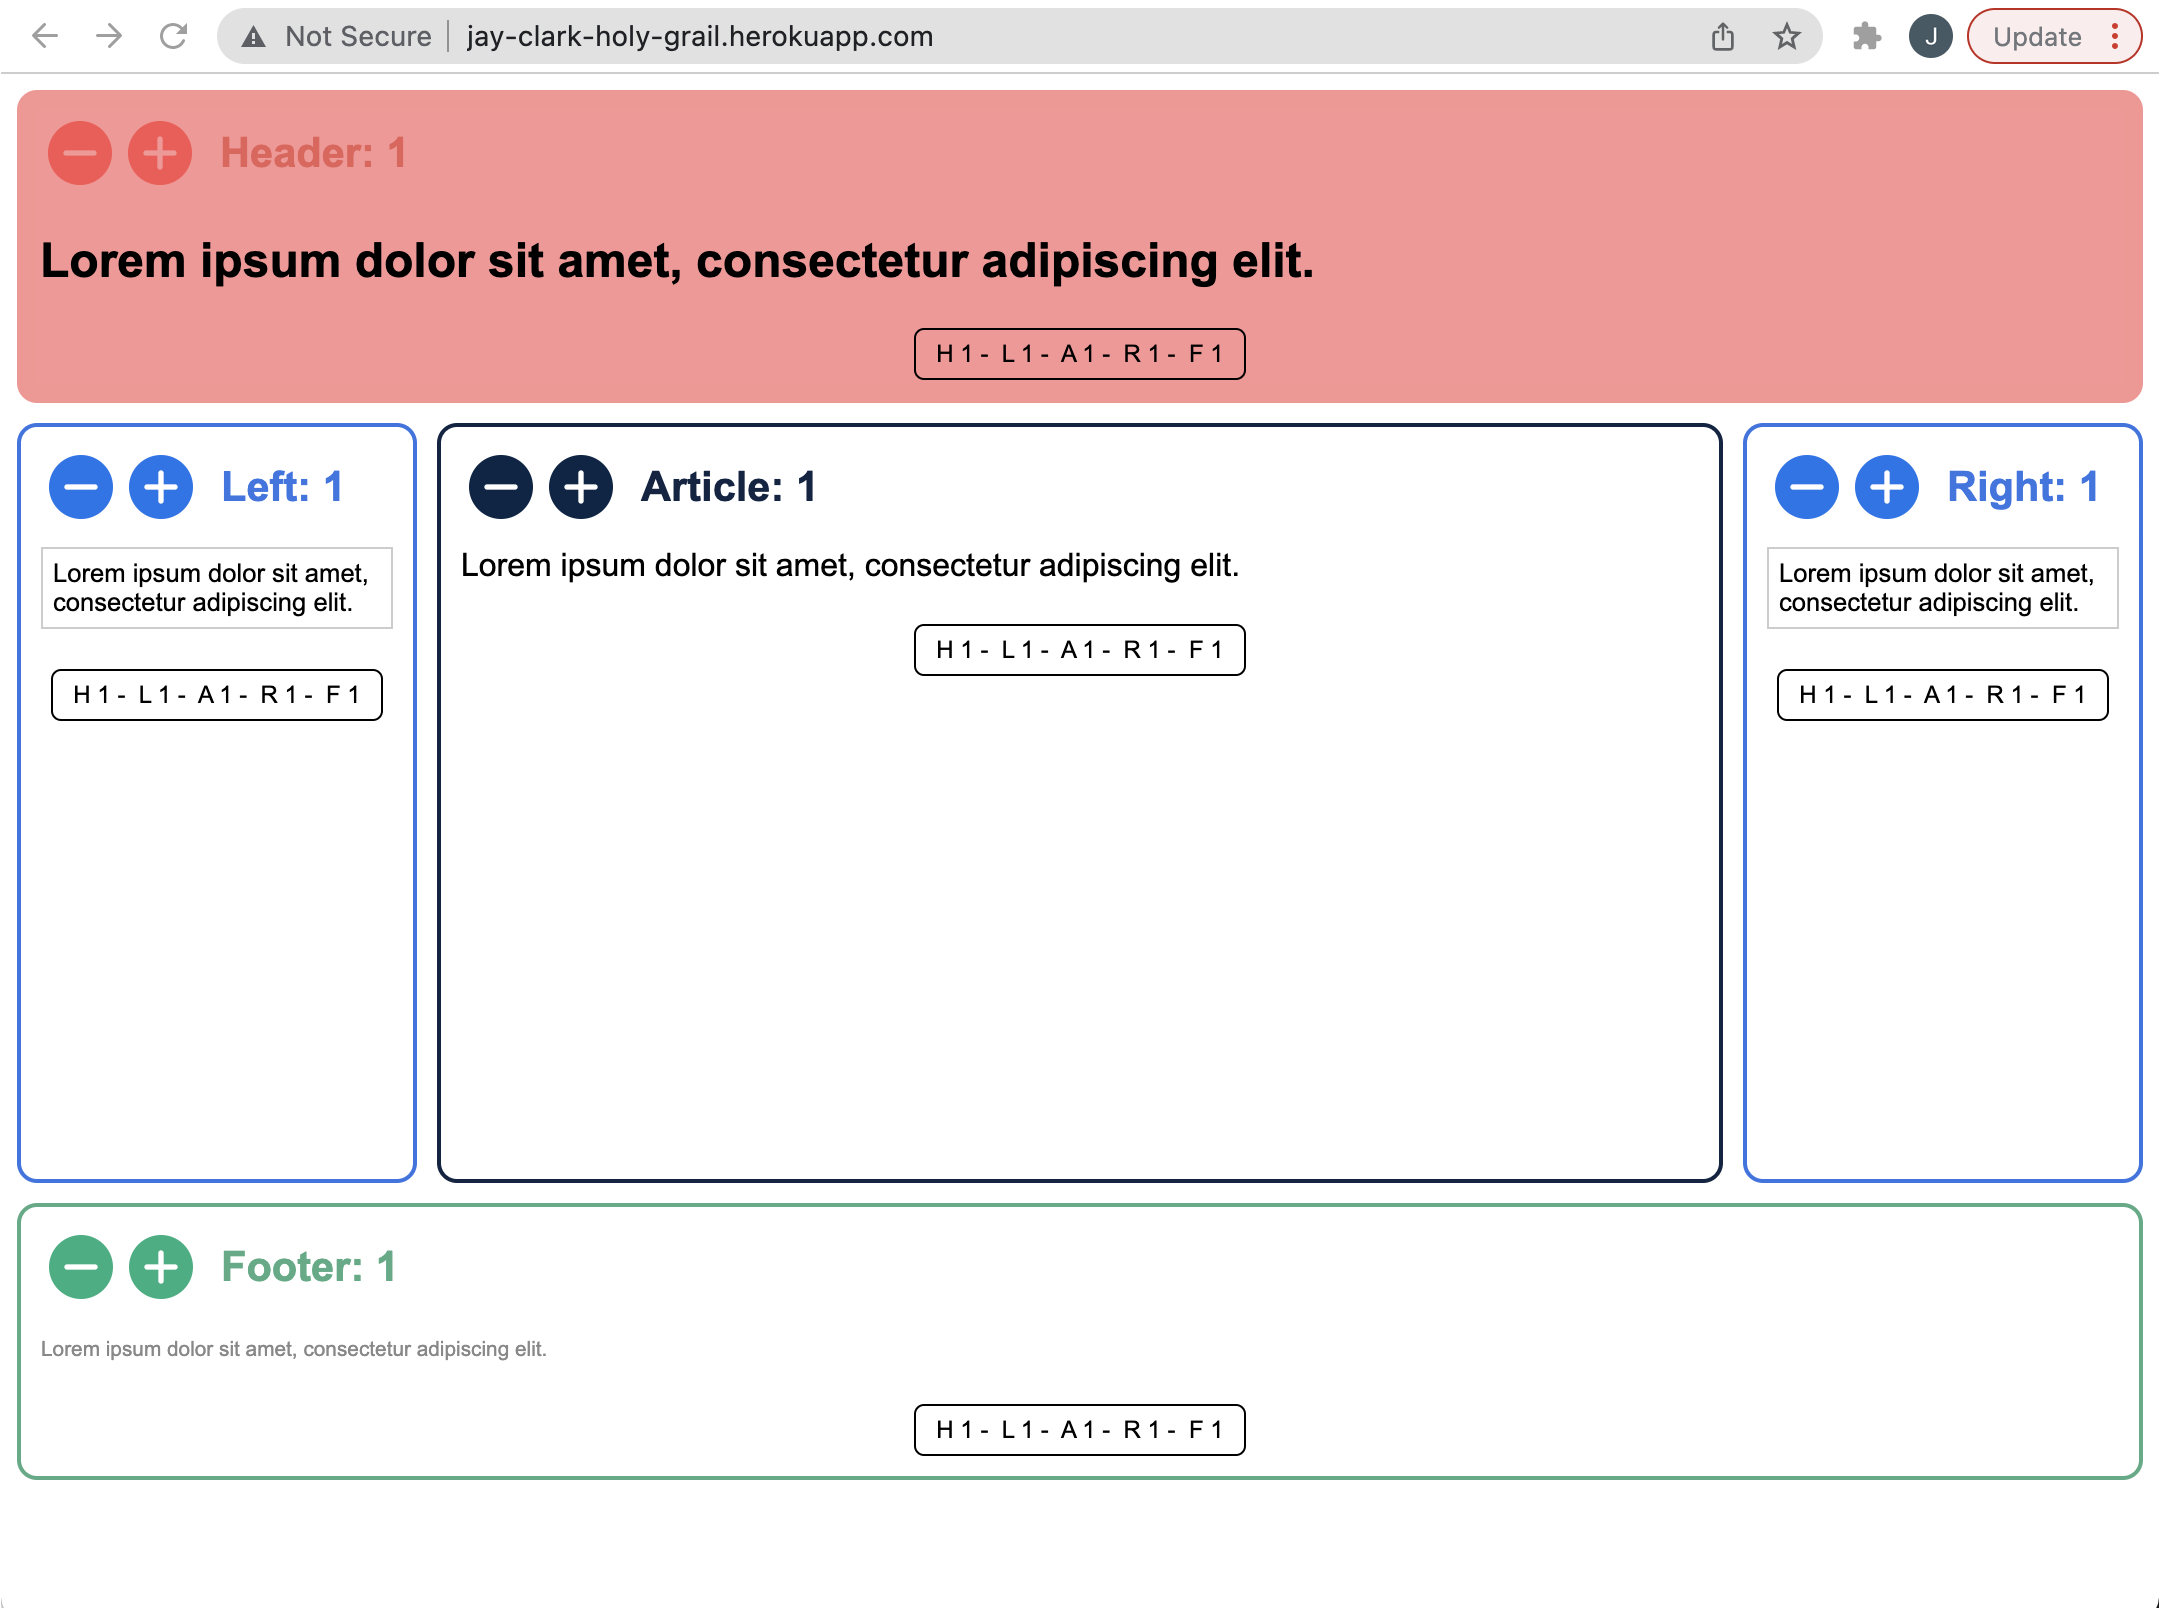 Not Secure | jay-clark-holy-grail.herokuapp.com J Update
Header: 1
Lorem ipsum dolor sit amet, consectetur adipiscing elit.
H 1 - L 1 - A 1 - R 1 - F 1
Left: 1
Lorem ipsum dolor sit amet,
consectetur adipiscing elit.
H 1 - L 1 - A 1 - R 1 - F 1
Article: 1
Lorem ipsum dolor sit amet, consectetur adipiscing elit.
H 1 - L 1 - A 1 - R 1 - F 1
Right: 1
Lorem ipsum dolor sit amet,
consectetur adipiscing elit.
H 1 - L 1 - A 1 - R 1 - F 1
Footer: 1
Lorem ipsum dolor sit amet, consectetur adipiscing elit.
H 1 - L 1 - A 1 - R 1 - F 1